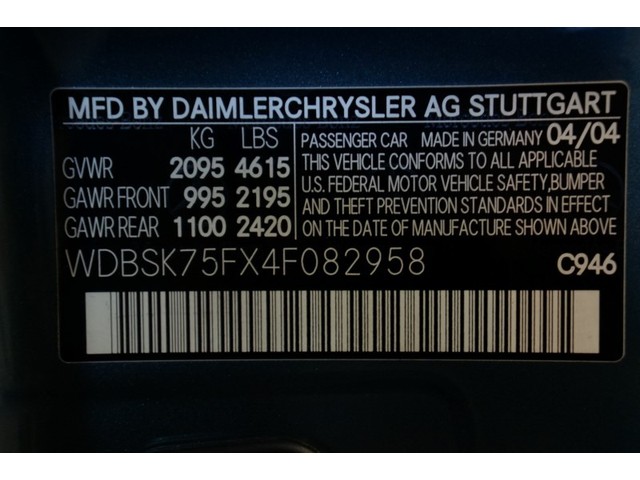 MFD BY DAIMLERCHRYSLER AG STUTTGART
KG LBS
GVWR 2095 4615
GAWR FRONT 995 2195
GAWR REAR 1100 2420
PASSENGER CAR MADE IN GERMANY 04/04
THIS VEHICLE CONFORMS TO ALL APPLICABLE
U.S. FEDERAL MOTOR VEHICLE SAFETY,BUMPER
AND THEFT PREVENTION STANDARDS IN EFFECT
ON THE DATE OF MANUFACTURE SHOWN ABOVE
WDBSK75FX4F082958 C946